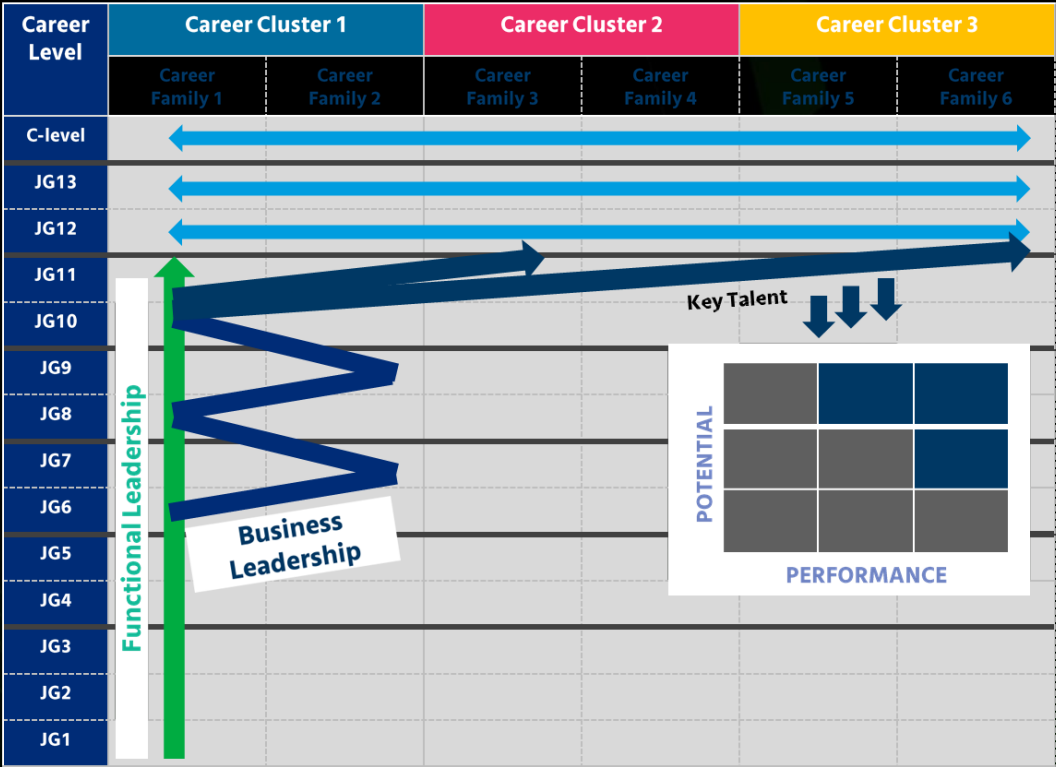 Career
Level
Career Cluster 1
Career Cluster 2
Career Cluster 3
Career
Family 1
Career
Family 2
Career
Family 3
Career
Family 4
Career
Family 5
Career
Family 6
C-level
JG13
JG12
JG11
JG10
JG9
JG8
JG7
JG6
JG5
JG4
JG3
JG2
JG1
Functional Leadership
Business
Leadership
Key Talent
POTENTIAL
PERFORMANCE